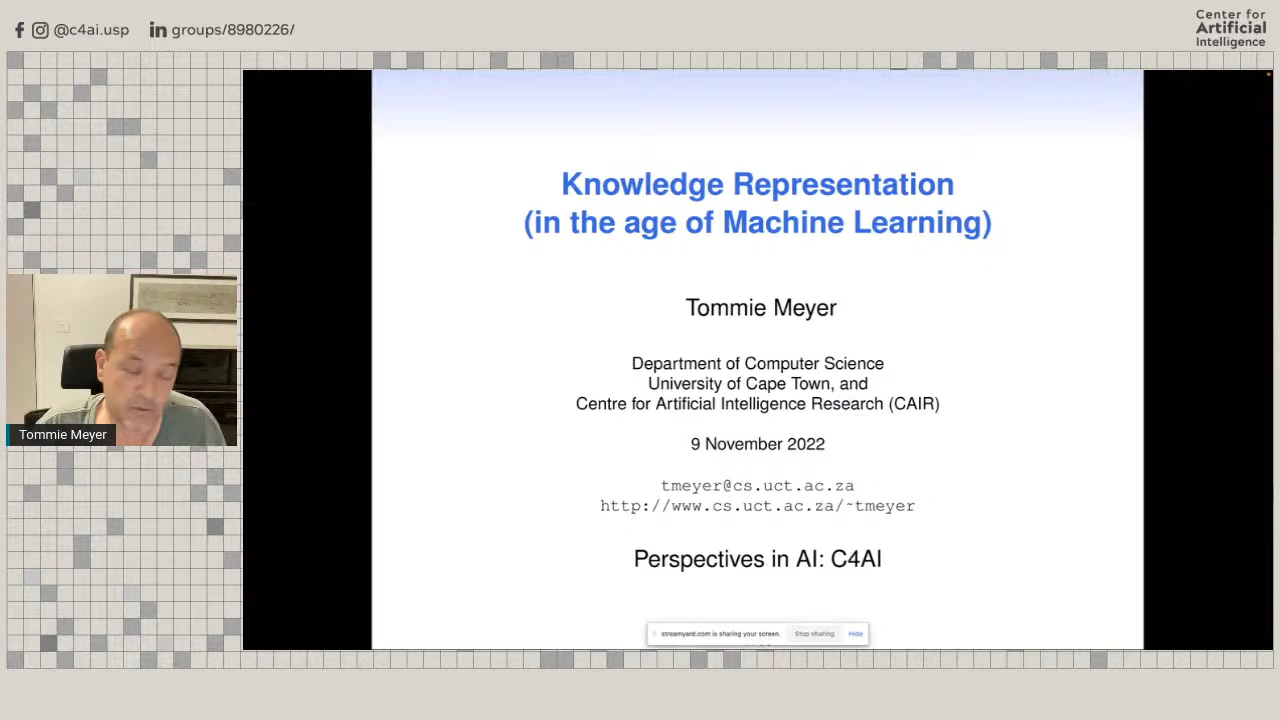 @c4ai.usp
groups/8980226/
Center for
Artificial
Intelligence
Knowledge Representation
(in the age of Machine Learning)
Tommie Meyer
Department of Computer Science
University of Cape Town, and
Centre for Artificial Intelligence Research (CAIR)
9 November 2022
tmeyer@cs.uct.ac.za
http://www.cs.uct.ac.za/~tmeyer
Perspectives in AI: C4AI
streamyard.com is sharing your screen.
Stop sharing
Hide
Tommie Meyer